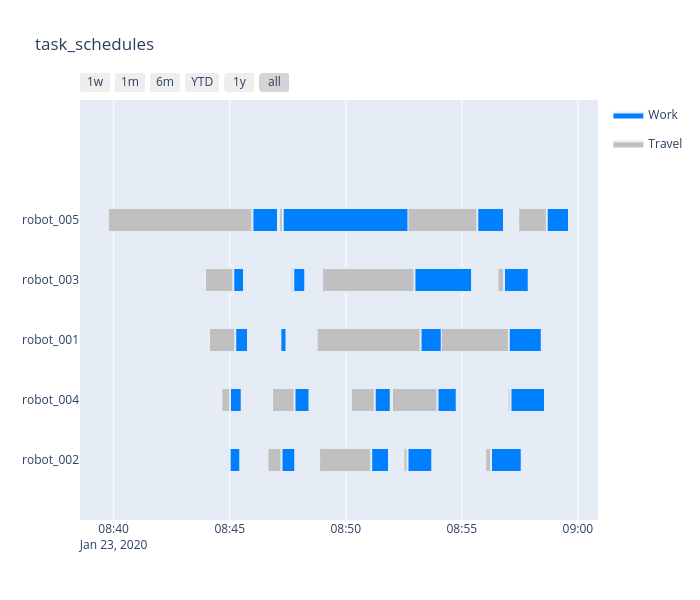 task_schedules
1w 1m 6m YTD 1y all
Work
Travel
robot_005
robot_003
robot_001
robot_004
robot_002
08:40 08:45 08:50 08:55 09:00
Jan 23, 2020